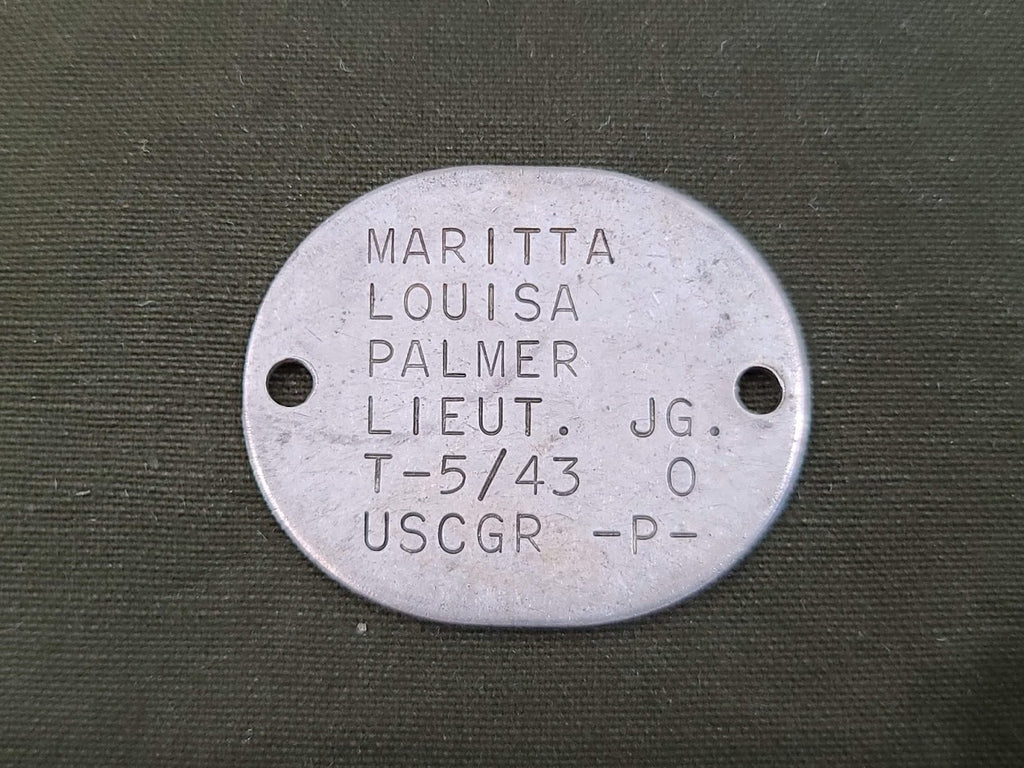 MARITTA
LOUISA
PALMER
LIEUT. JG.
T-5/43 O
USCGR -P-